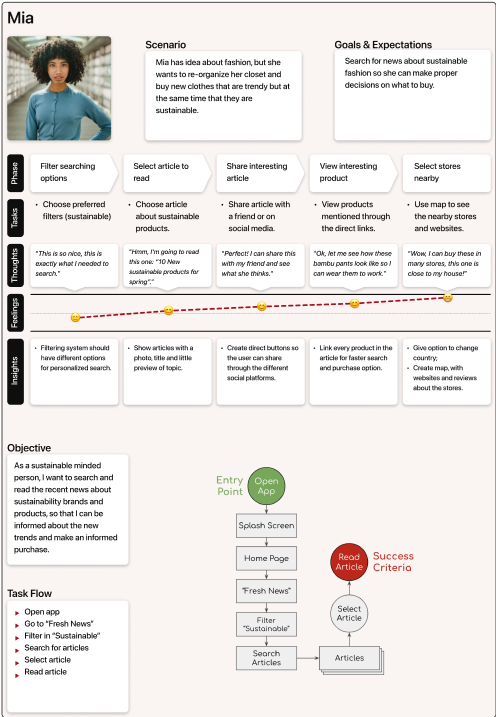 Mia
Scenario
Mia has idea about fashion, but she
wants to re-organize her closet and
buy new clothes that are trendy but at
the same time that they are
sustainable.
Goals & Expectations
Search for news about sustainable
fashion so she can make proper
decisions on what to buy.
Phase
Filter searching
options
Select article to
read
Share interesting
article
View interesting
product
Select stores
nearby
Tasks
• Choose preferred
filters (sustainable)
• Choose article
about sustainable
products.
• Share article with
a friend or on
social media.
• View products
mentioned through
the direct links.
• Use map to see
the nearby stores
and websites.
Thoughts
"This is so nice, this is
exactly what I needed to
search."
"Hmm, I'm going to read
this one: "10 New
sustainable products for
spring"."
"Perfect! I can share this
with my friend and see
what she thinks."
"Ok, let me see how these
bambu pants look like so I
can wear them to work."
"Wow, I can buy these in
many stores, this one is
close to my house!"
Feelings
Insights
• Filtering system should
have different options
for personalized search.
• Show articles with a
photo, title and little
preview of topic.
• Create direct buttons so
the user can share
through the different
social platforms.
• Link every product in the
article for faster search
and purchase option.
• Give option to change
country;
• Create map, with
websites and reviews
about the stores.
Objective
As a sustainable minded
person, I want to search and
read the recent news about
sustainability brands and
products, so that I can be
informed about the new
trends and make an informed
purchase.
Task Flow
Open app
Go to "Fresh News"
Filter in "Sustainable"
Search for articles
Select article
Read article
Entry
Point
Open
App
Splash Screen
Home Page
"Fresh News"
Filter
"Sustainable"
Search
Articles
Articles
Select
Article
Read
Article
Success
Criteria